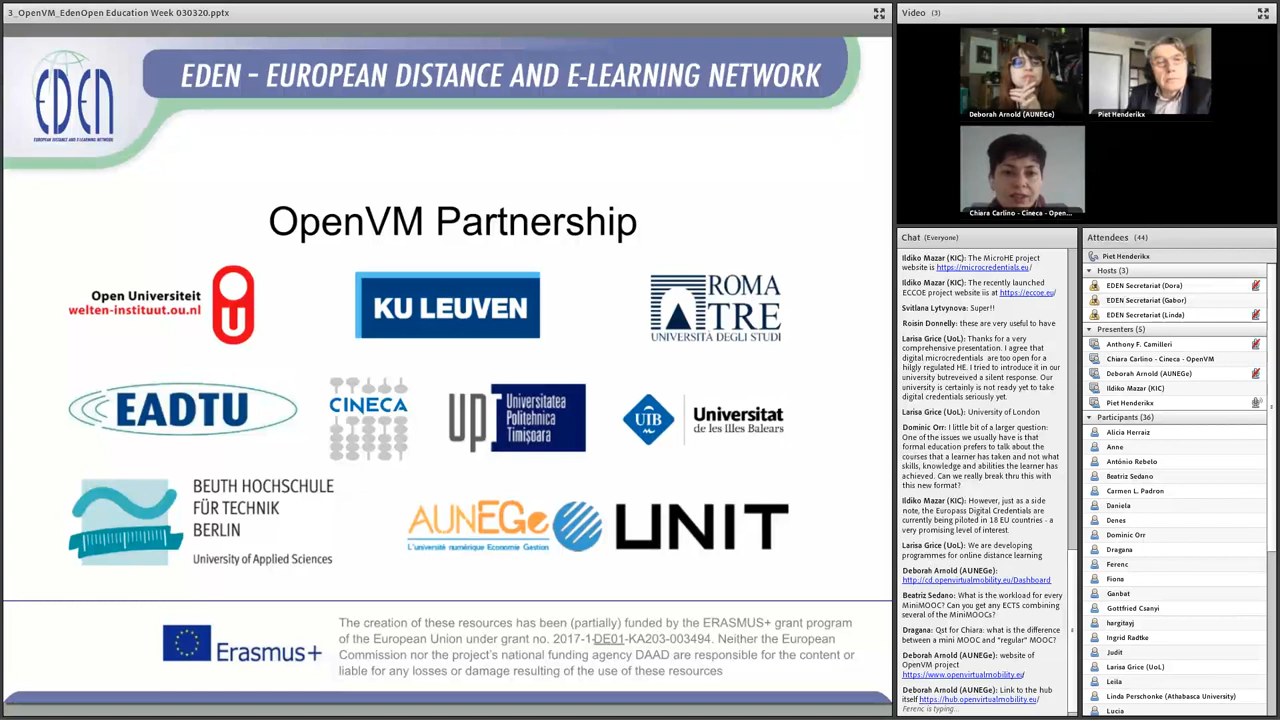 3_OpenVM_EdenOpen Education Week 030320.pptx
EDEN
EUROPEAN DISTANCE AND E-LEARNING NETWORK
EDEN - EUROPEAN DISTANCE AND E-LEARNING NETWORK
OpenVM Partnership
Open Universiteit
welten-instituut.ou.nl
OU
KU LEUVEN
ROMA
TRE
UNIVERSITÀ DEGLI STUDI
EADTU
CINECA
UPT
Universitatea
Politehnica
Timişoara
UIB
Universitat
de les Illes Balears
BEUTH HOCHSCHULE
FÜR TECHNIK
BERLIN
University of Applied Sciences
AUNEGe
L'université numérique Economie Gestion
UNIT
Erasmus+
The creation of these resources has been (partially) funded by the ERASMUS+ grant program
of the European Union under grant no. 2017-1-DE01-KA203-003494. Neither the European
Commission nor the project's national funding agency DAAD are responsible for the content or
liable for any losses or damage resulting of the use of these resources
Video (3)
Deborah Arnold (AUNEGe)
Piet Henderikx
Chiara Carlino - Cineca - Open...
Chat (Everyone)
Ildiko Mazar (KIC): The MicroHE project
website is https://microcredentials.eu/
Ildiko Mazar (KIC): The recently launched
ECCOE project website iis at https://eccoe.eu/
Svitlana Lytvynova: Super!!
Roisin Donnelly: these are very useful to have
Larisa Grice (UoL): Thanks for a very
comprehensive presentation. I agree that
digital microcredentials are too open for a
hilgly regulated HE. I tried to introduce it in our
university butreveived a silent response. Our
university is certainly not ready yet to take
digital credentials seriously yet.
Larisa Grice (UoL): University of London
Dominic Orr: I little bit of a larger question:
One of the issues we usually have is that
formal education prefers to talk about the
courses that a learner has taken and not what
skills, knowledge and abilities the learner has
achieved. Can we really break thru this with
this new format?
Ildiko Mazar (KIC): However, just as a side
note, the Europass Digital Credentials are
currently being piloted in 18 EU countries - a
very promising level of interest.
Larisa Grice (UoL): We are developing
programmes for online distance learning
Deborah Arnold (AUNEGe):
http://cd.openvirtualmobility.eu/Dashboard
Beatriz Sedano: What is the workload for every
MiniMOOC? Can you get any ECTS combining
several of the MiniMOOCs?
Dragana: Qst for Chiara: what is the difference
between a mini MOOC and "regular" MOOC?
Deborah Arnold (AUNEGe): website of
OpenVM project
https://www.openvirtualmobility.eu/
Deborah Arnold (AUNEGe): Link to the hub
itself https://hub.openvirtualmobility.eu/
Ferenc is typing...
Attendees (44)
Piet Henderikx
Hosts (3)
EDEN Secretariat (Dora)
EDEN Secretariat (Gabor)
EDEN Secretariat (Linda)
Presenters (5)
Anthony F. Camilleri
Chiara Carlino - Cineca - OpenVM
Deborah Arnold (AUNEGe)
Ildiko Mazar (KIC)
Piet Henderikx
Participants (36)
Alicia Herraiz
Anne
António Rebelo
Beatriz Sedano
Carmen L. Padron
Daniela
Denes
Dominic Orr
Dragana
Ferenc
Fiona
Ganbat
Gottfried Csanyi
hargitayj
Ingrid Radtke
Judit
Larisa Grice (UoL)
Leila
Linda Perschonke (Athabasca University)
Lucia